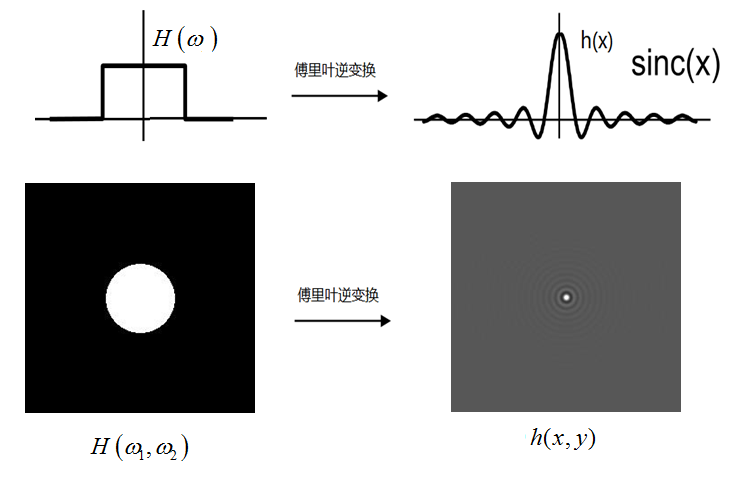 H(ω)
傅里叶逆变换
h(x)
sinc(x)
傅里叶逆变换
H(ω₁,ω₂)
h(x,y)